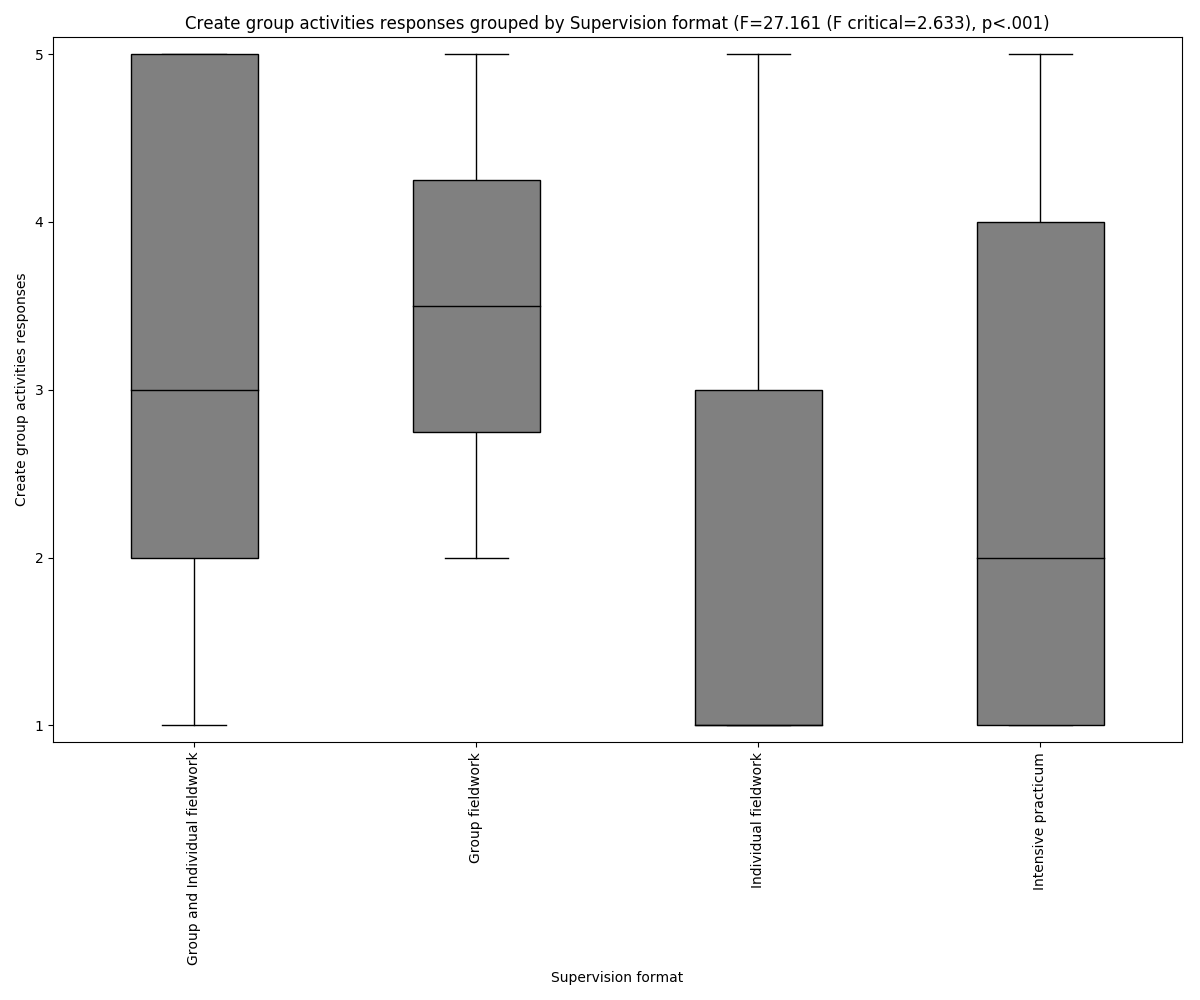 Create group activities responses grouped by Supervision format (F=27.161 (F critical=2.633), p<.001)
Create group activities responses
5
4
3
2
1
Group and Individual fieldwork
Group fieldwork
Individual fieldwork
Intensive practicum
Supervision format